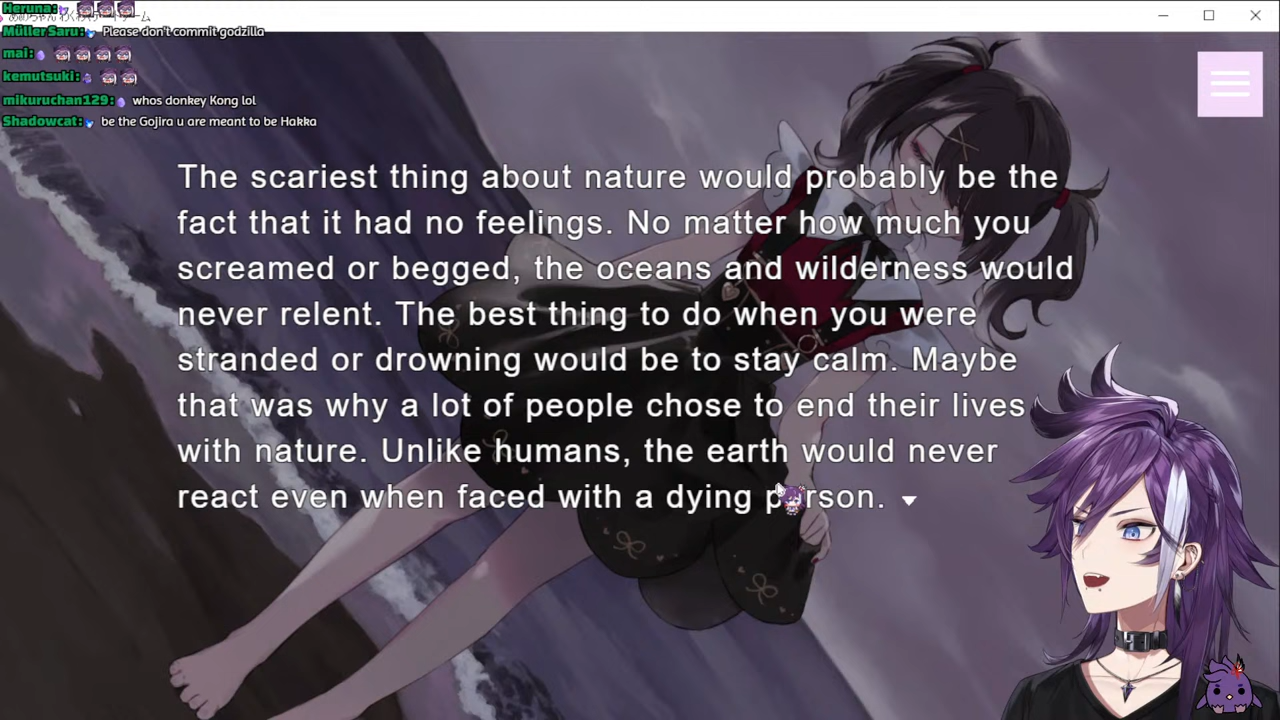 Heruna:
Müller Saru: Please don't commit godzilla
mai:
kemutsuki:
mikuruchan129: whos donkey Kong lol
Shadowcat: be the Gojira u are meant to be Hakka
The scariest thing about nature would probably be the
fact that it had no feelings. No matter how much you
screamed or begged, the oceans and wilderness would
never relent. The best thing to do when you were
stranded or drowning would be to stay calm. Maybe
that was why a lot of people chose to end their lives
with nature. Unlike humans, the earth would never
react even when faced with a dying person.